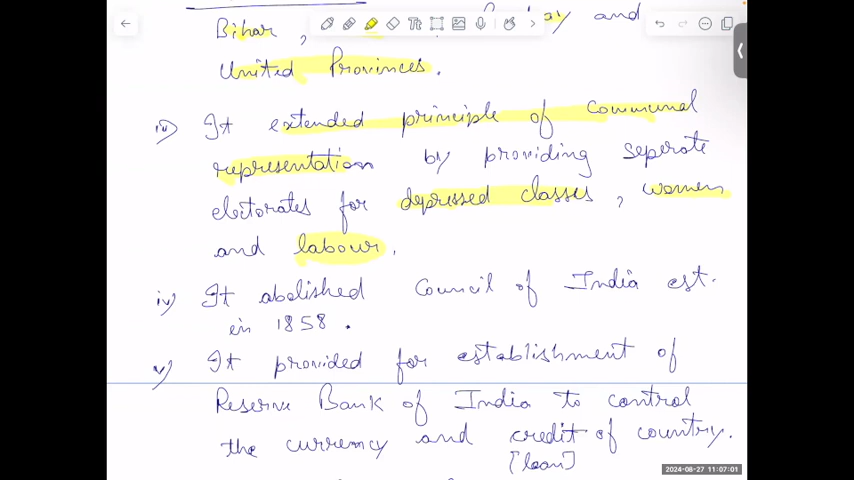 Bihar, and
United Provinces.
iv) It extended principle of communal
representation by providing seperate
electorates for depressed classes, women
and labour.
iv) It abolished Council of India est.
in 1858.
v) It provided for establishment of
Reserve Bank of India to control
the currency and credit of country.
[loan]
2024-08-27 11:07:01